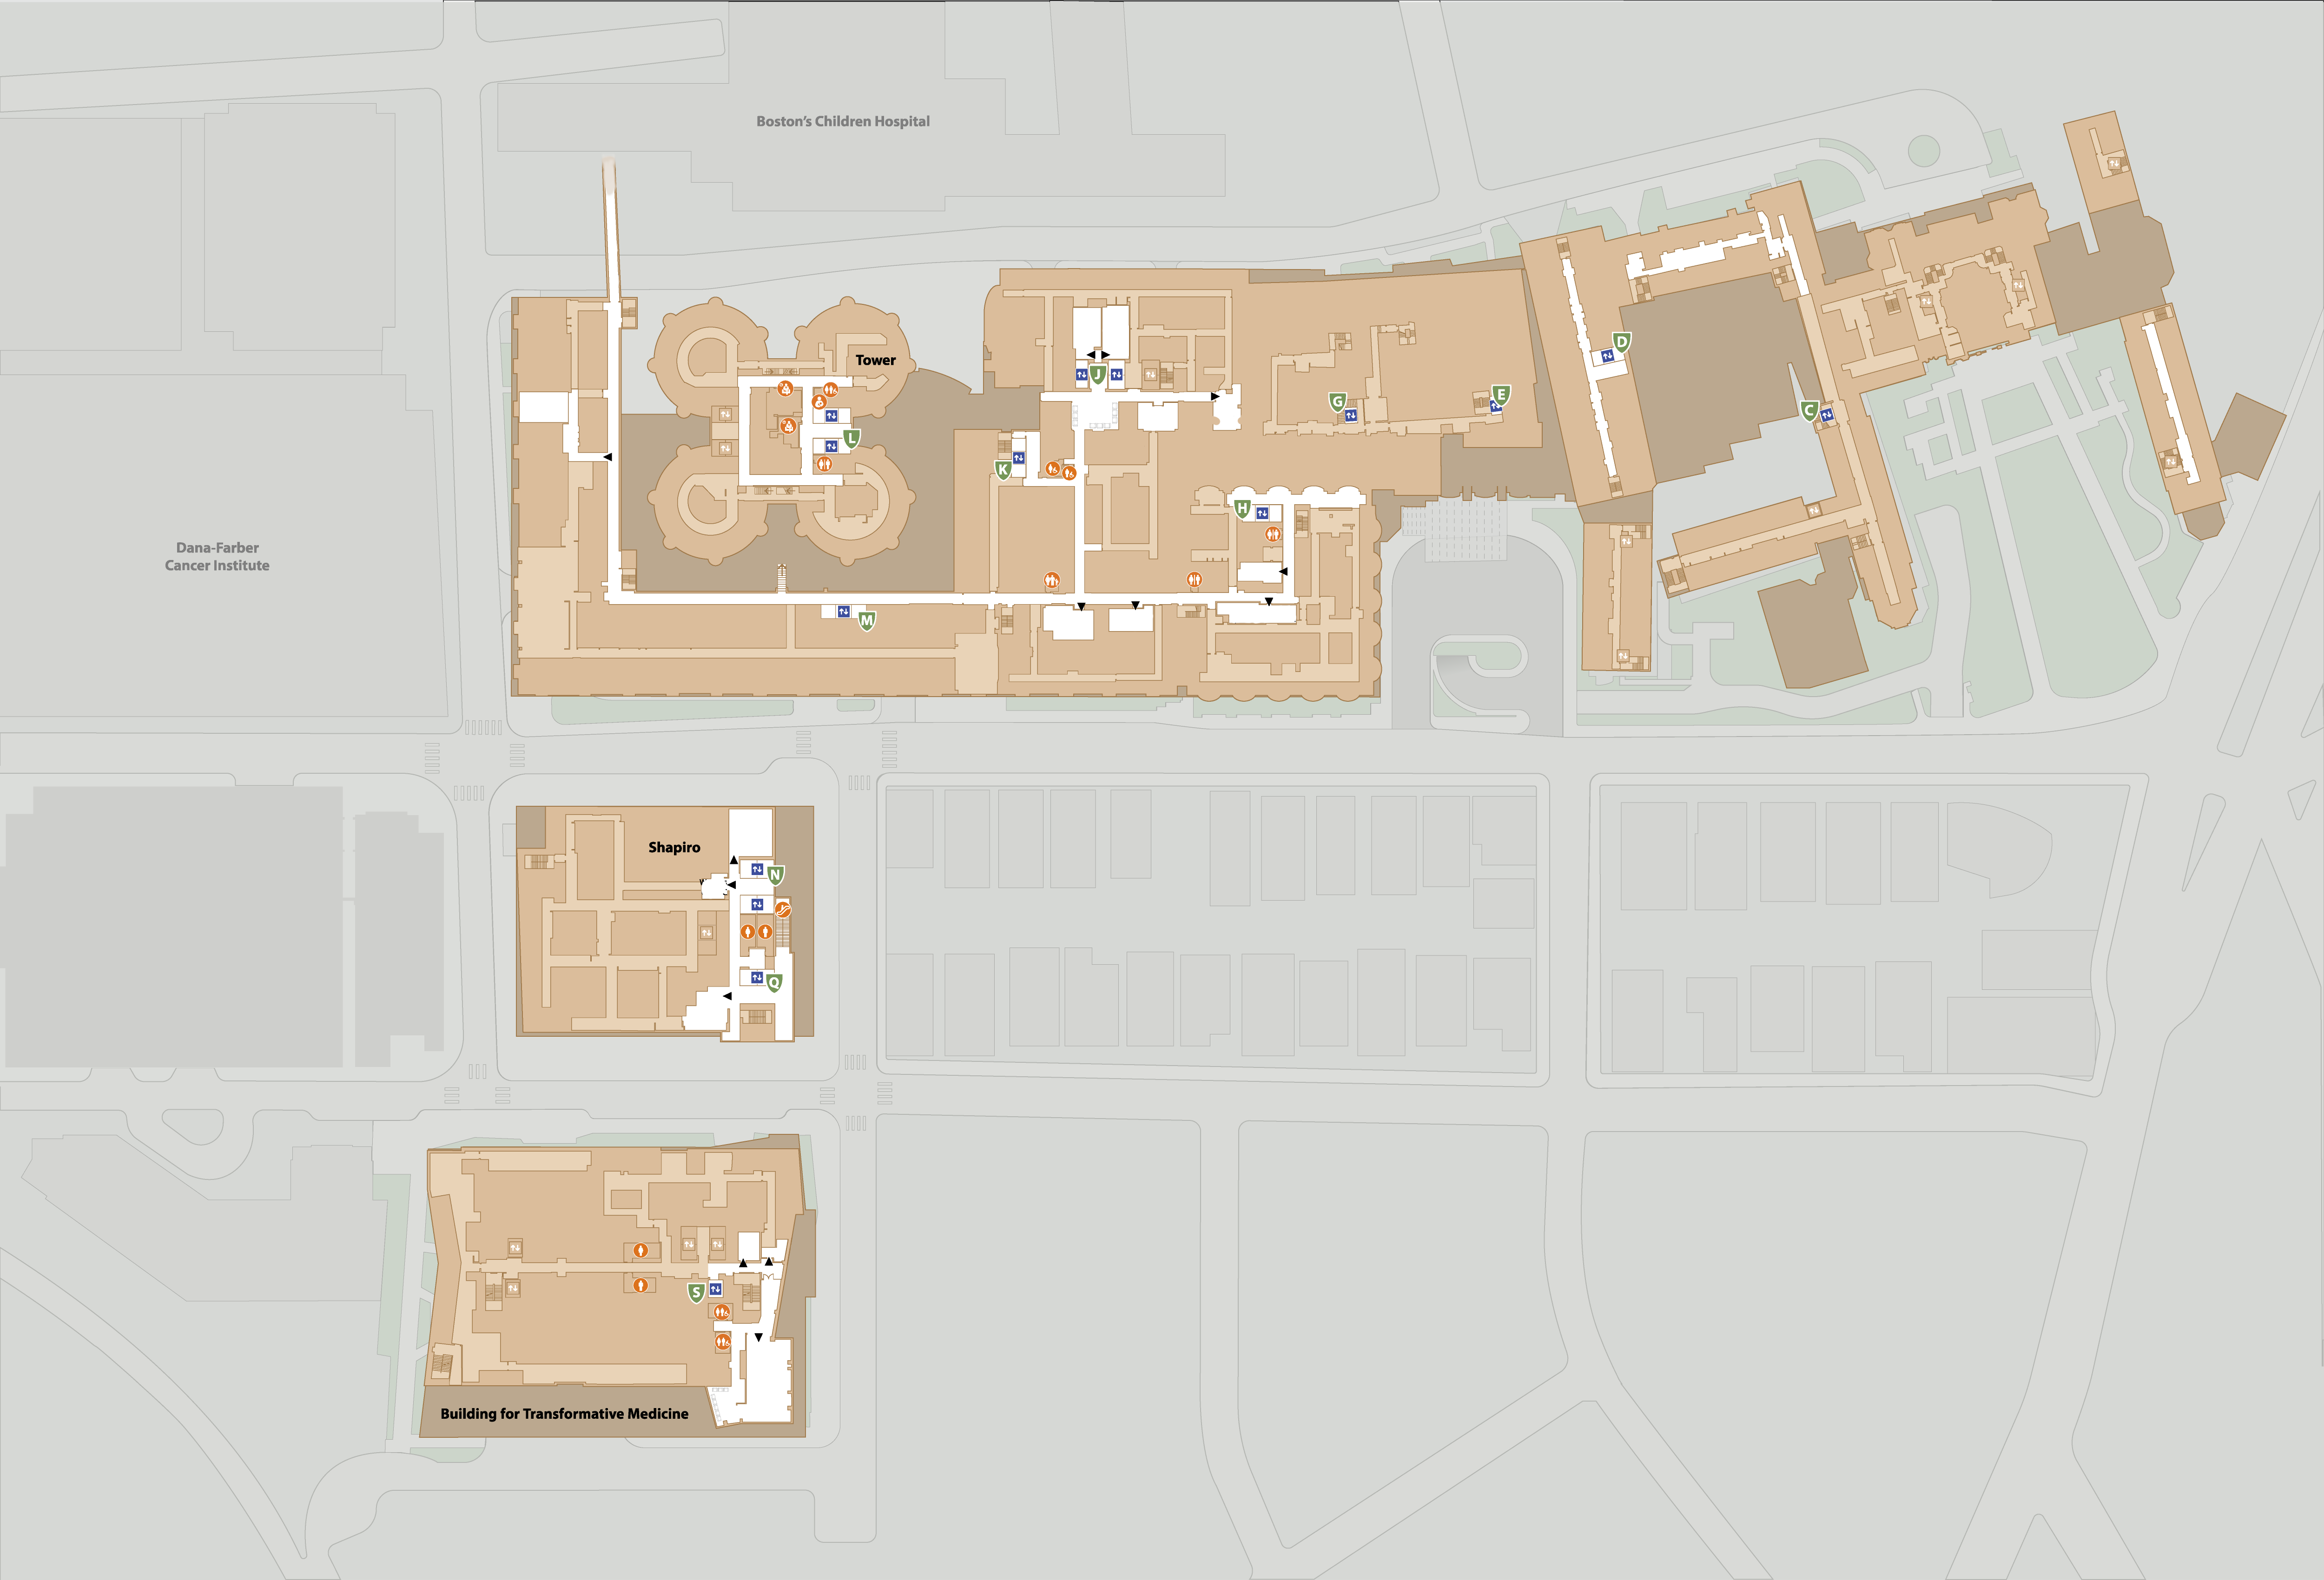 Boston's Children Hospital
D
Tower
J
E
G
C
L
K
H
Dana-Farber
Cancer Institute
M
Shapiro
N
Q
S
Building for Transformative Medicine